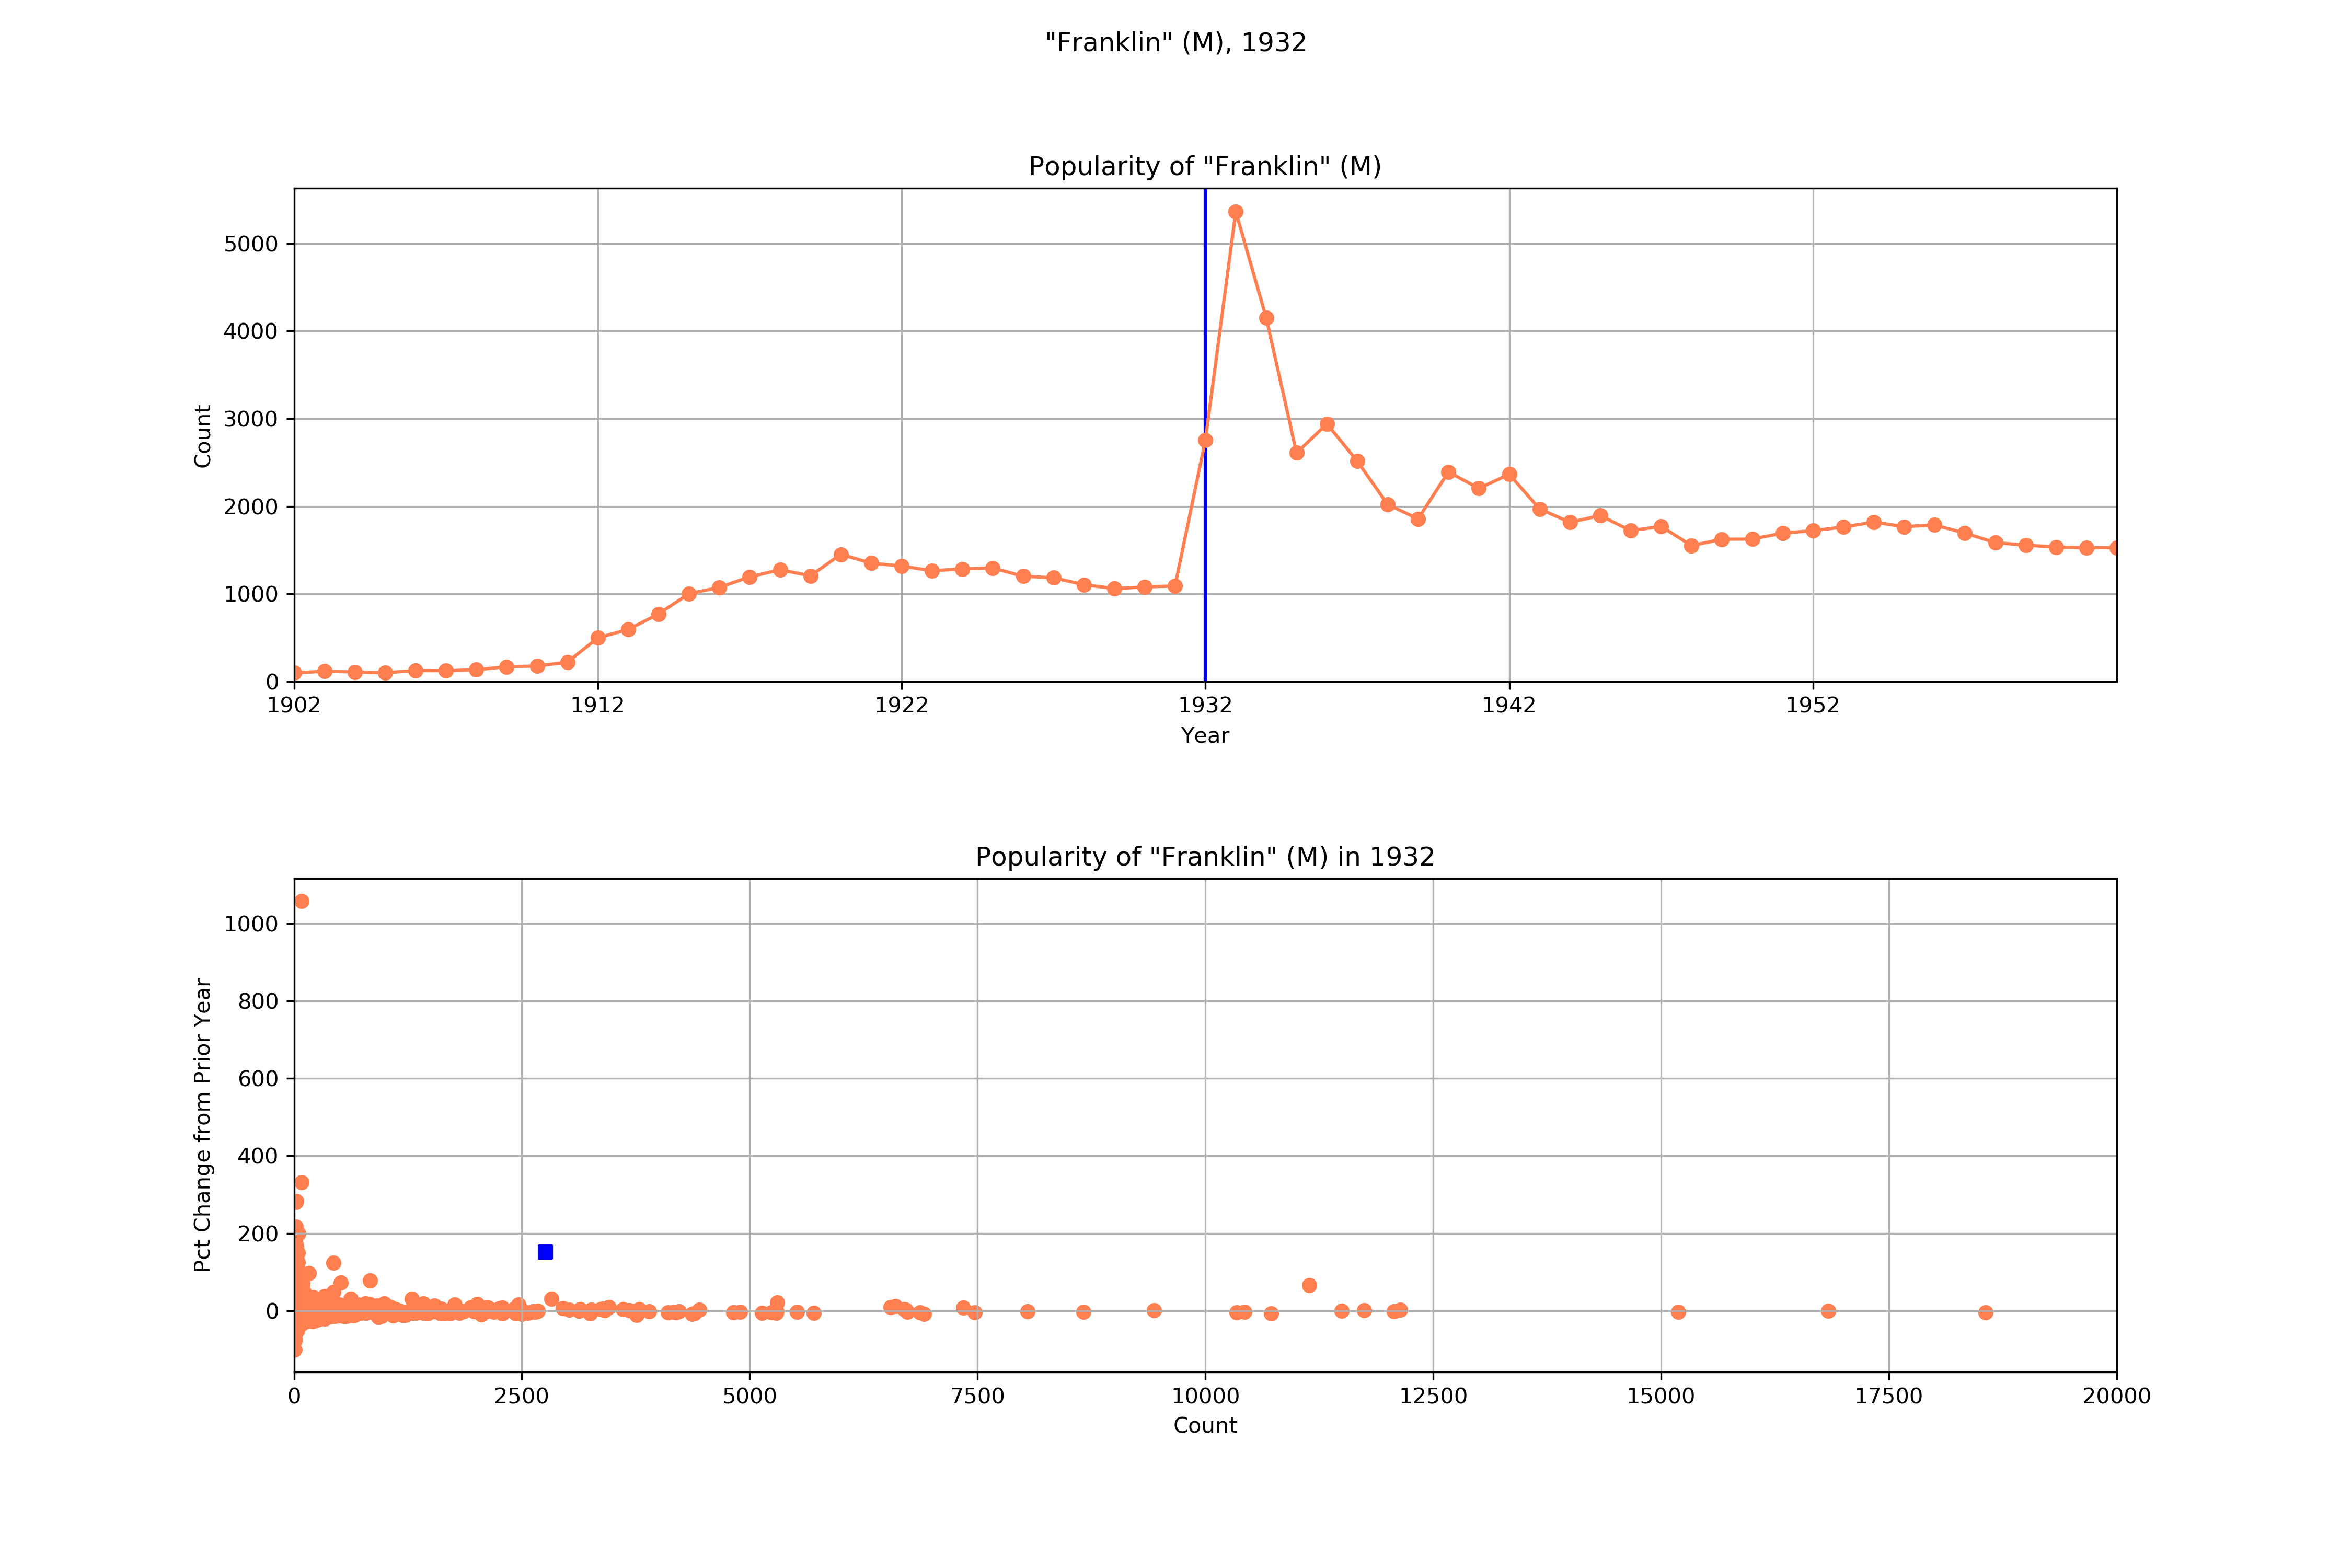 "Franklin" (M), 1932
Popularity of "Franklin" (M)
5000
4000
3000
2000
1000
0
Count
1902 1912 1922 1932 1942 1952
Year
Popularity of "Franklin" (M) in 1932
1000
800
600
400
200
0
Pct Change from Prior Year
0 2500 5000 7500 10000 12500 15000 17500 20000
Count